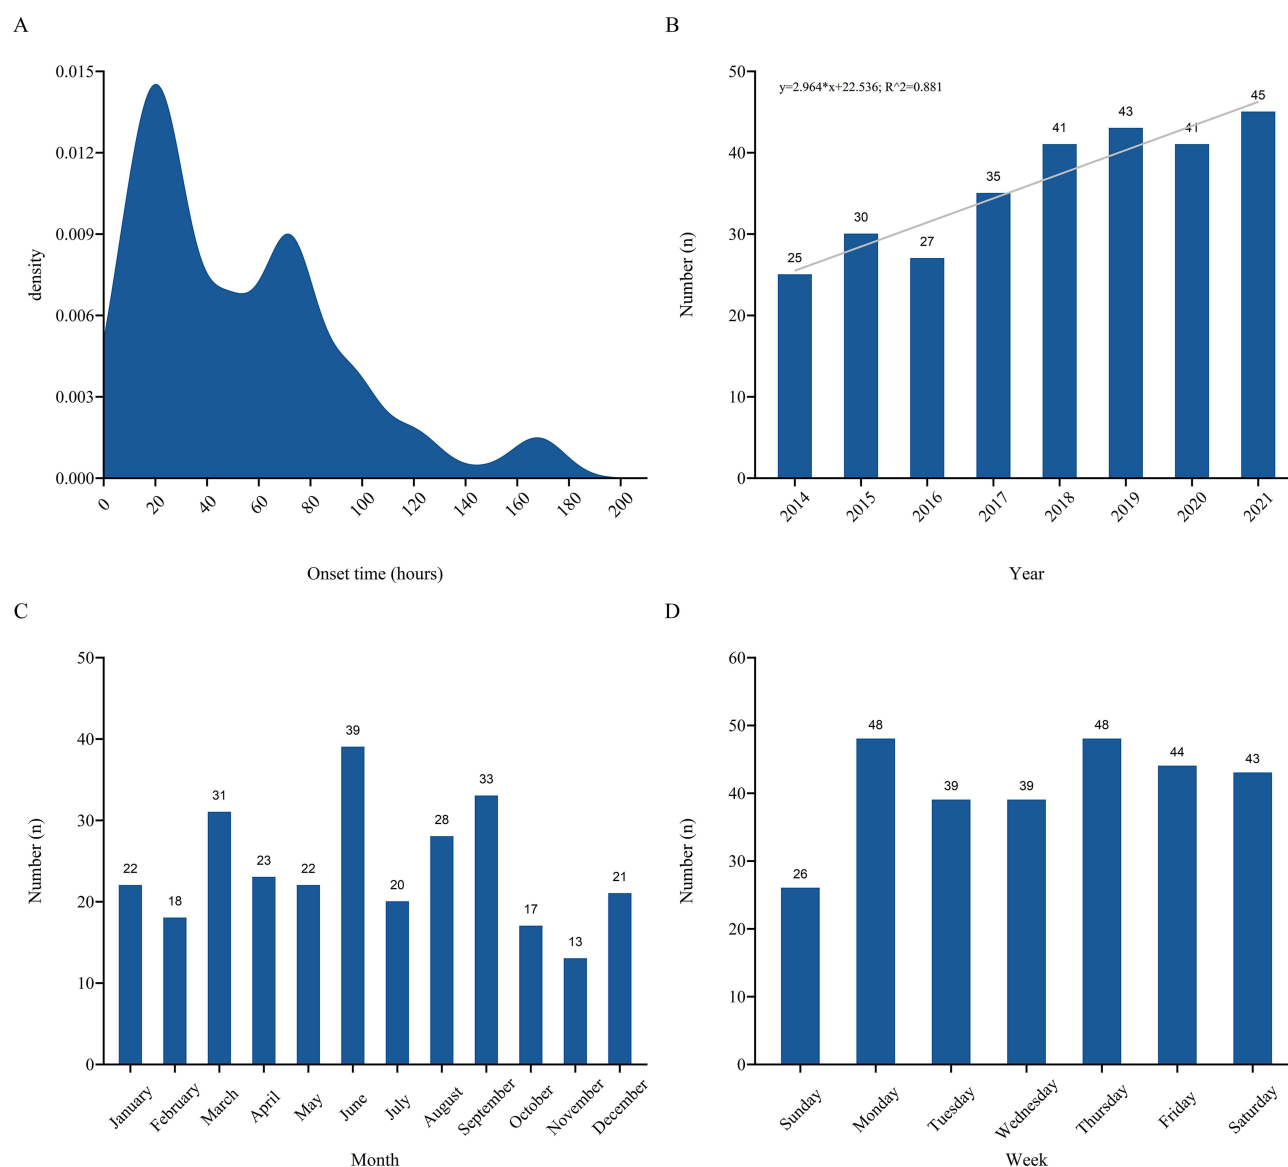 A
0.015
0.012
0.009
0.006
0.003
0.000
density
0 20 40 60 80 100 120 140 160 180 200
Onset time (hours)
B
y=2.964*x+22.536; R^2=0.881
50
40
30
20
10
0
Number (n)
25 30 27 35 41 43 41 45
2014 2015 2016 2017 2018 2019 2020 2021
Year
C
50
40
30
20
10
0
Number (n)
22 18 31 23 22 39 20 28 33 17 13 21
January February March April May June July August September October November December
Month
D
60
50
40
30
20
10
0
Number (n)
26 48 39 39 48 44 43
Sunday Monday Tuesday Wednesday Thursday Friday Saturday
Week